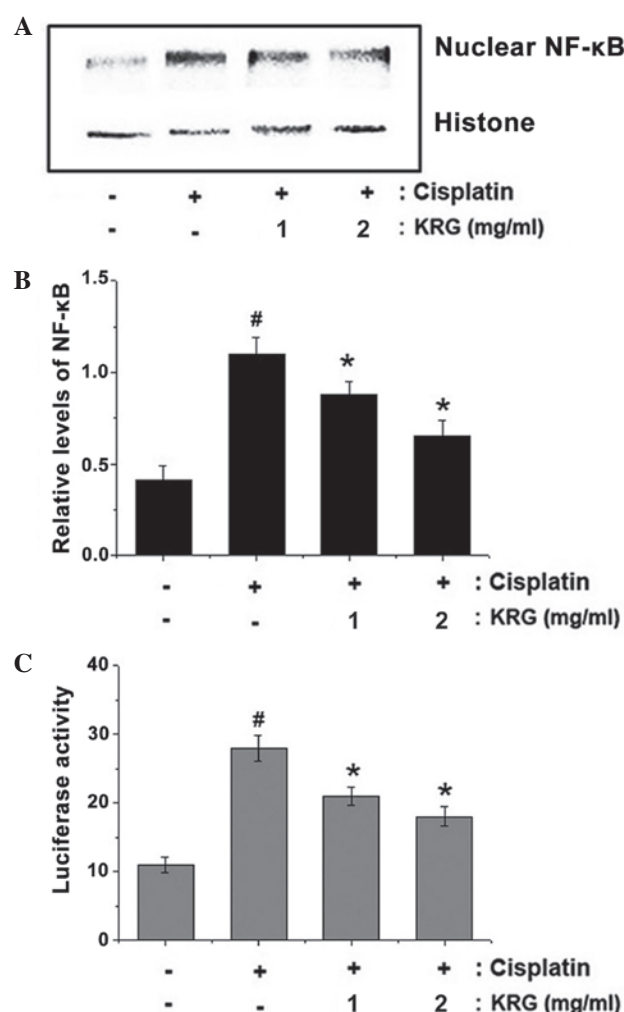 A
Nuclear NF-κB
Histone
- + + + : Cisplatin
- - 1 2 : KRG (mg/ml)
B
Relative levels of NF-κB
1.5
1.0
0.5
0.0
# * *
- + + + : Cisplatin
- - 1 2 : KRG (mg/ml)
C
Luciferase activity
40
30
20
10
0
# * *
- + + + : Cisplatin
- - 1 2 : KRG (mg/ml)